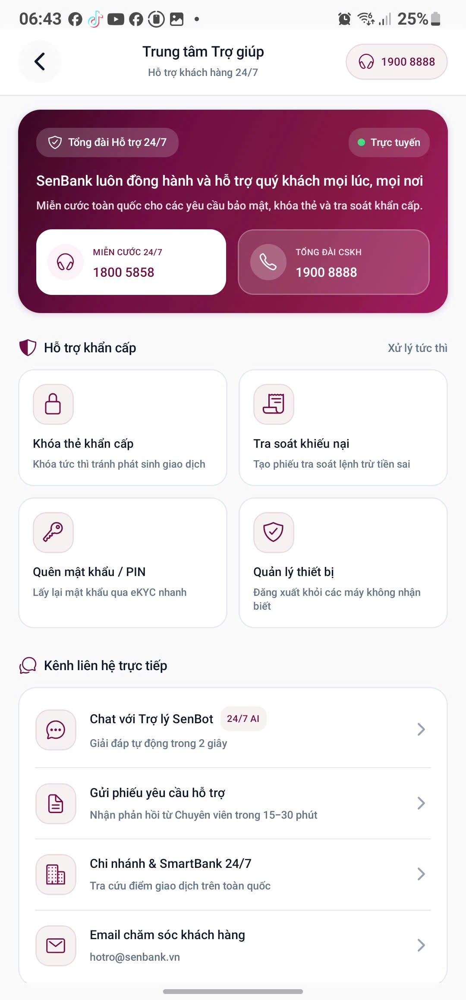 06:43
25%
Trung tâm Trợ giúp
Hỗ trợ khách hàng 24/7
1900 8888
Tổng đài Hỗ trợ 24/7
Trực tuyến
SenBank luôn đồng hành và hỗ trợ quý khách mọi lúc, mọi nơi
Miễn cước toàn quốc cho các yêu cầu bảo mật, khóa thẻ và tra soát khẩn cấp.
MIỄN CƯỚC 24/7
1800 5858
TỔNG ĐÀI CSKH
1900 8888
Hỗ trợ khẩn cấp
Xử lý tức thì
Khóa thẻ khẩn cấp
Khóa tức thì tránh phát sinh giao dịch
Tra soát khiếu nại
Tạo phiếu tra soát lệnh trừ tiền sai
Quên mật khẩu / PIN
Lấy lại mật khẩu qua eKYC nhanh
Quản lý thiết bị
Đăng xuất khỏi các máy không nhận
biết
Kênh liên hệ trực tiếp
Chat với Trợ lý SenBot
24/7 AI
Giải đáp tự động trong 2 giây
Gửi phiếu yêu cầu hỗ trợ
Nhận phản hồi từ Chuyên viên trong 15–30 phút
Chi nhánh & SmartBank 24/7
Tra cứu điểm giao dịch trên toàn quốc
Email chăm sóc khách hàng
hotro@senbank.vn